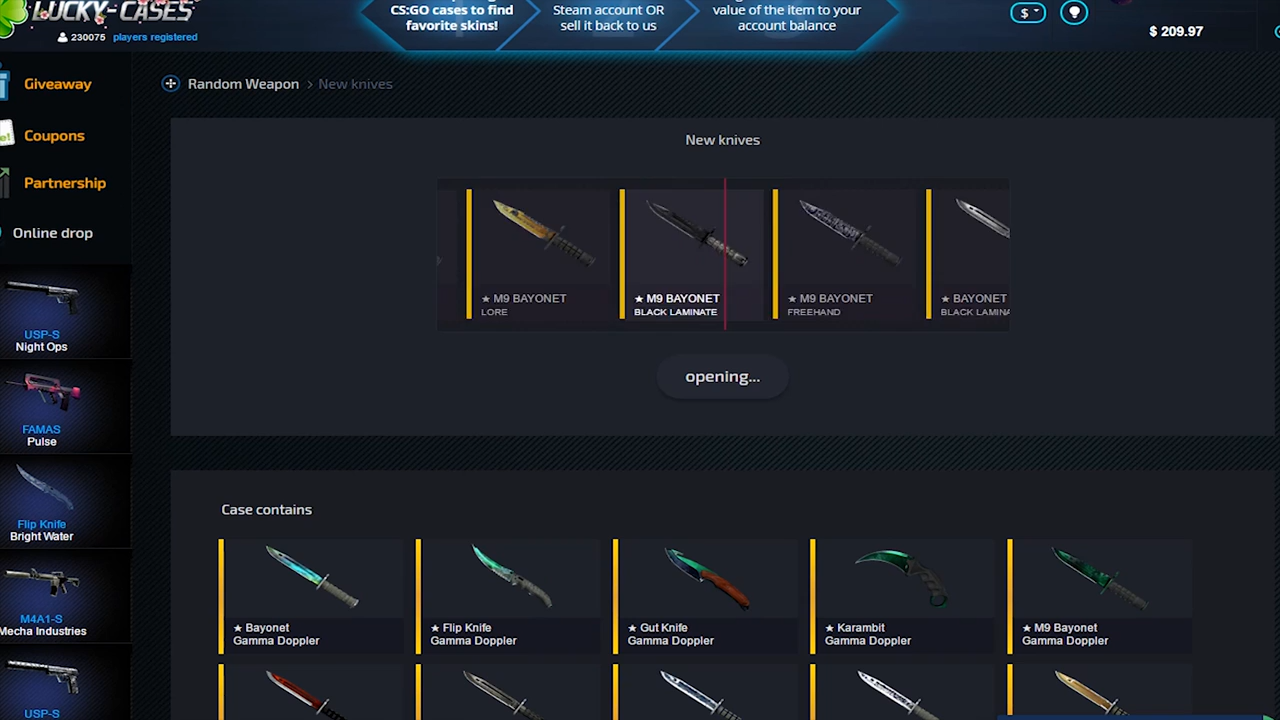 LUCKY-CASES
230075 players registered
CS:GO cases to find
favorite skins!
Steam account OR
sell it back to us
value of the item to your
account balance
$
$ 209.97
Giveaway
Coupons
Partnership
Online drop
USP-S
Night Ops
FAMAS
Pulse
Flip Knife
Bright Water
M4A1-S
Mecha Industries
USP-S
Random Weapon > New knives
New knives
★ M9 BAYONET
LORE
★ M9 BAYONET
BLACK LAMINATE
★ M9 BAYONET
FREEHAND
★ BAYONET
BLACK LAMINA
opening...
Case contains
★ Bayonet
Gamma Doppler
★ Flip Knife
Gamma Doppler
★ Gut Knife
Gamma Doppler
★ Karambit
Gamma Doppler
★ M9 Bayonet
Gamma Doppler